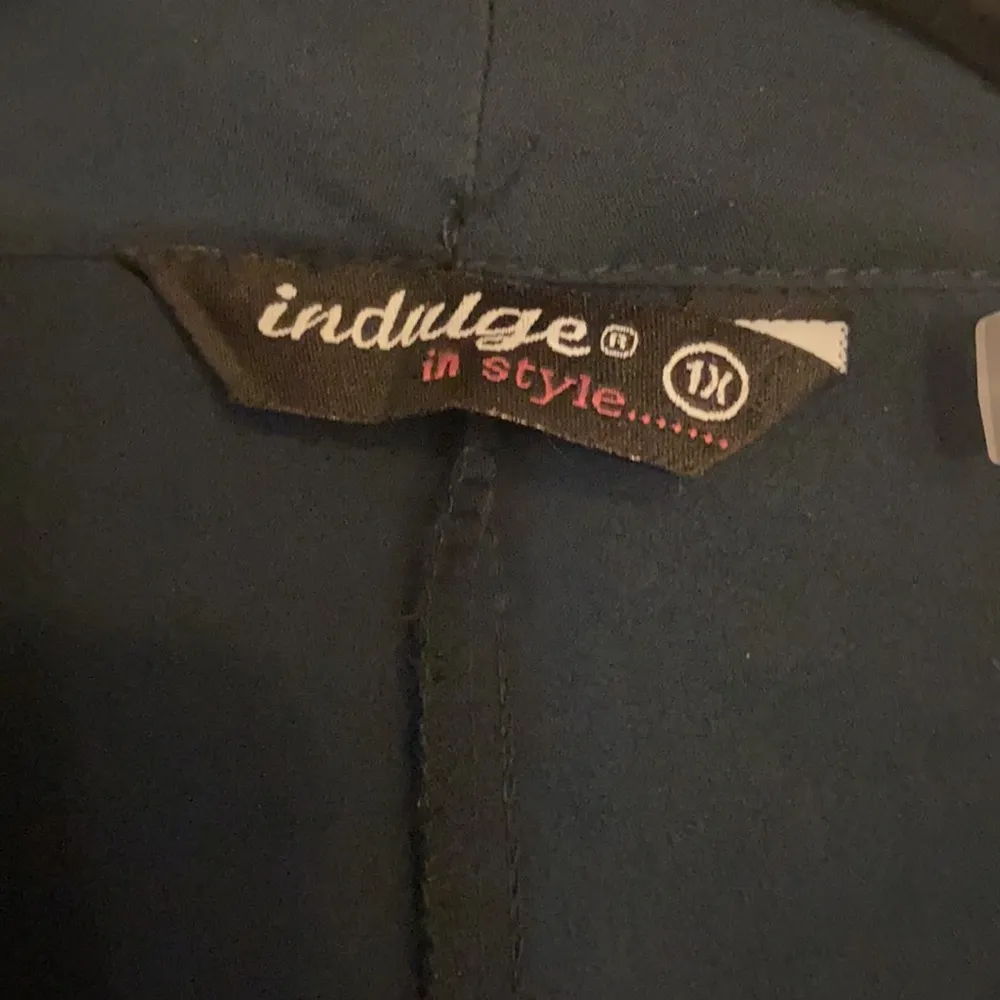 indulge® 1X
in style........